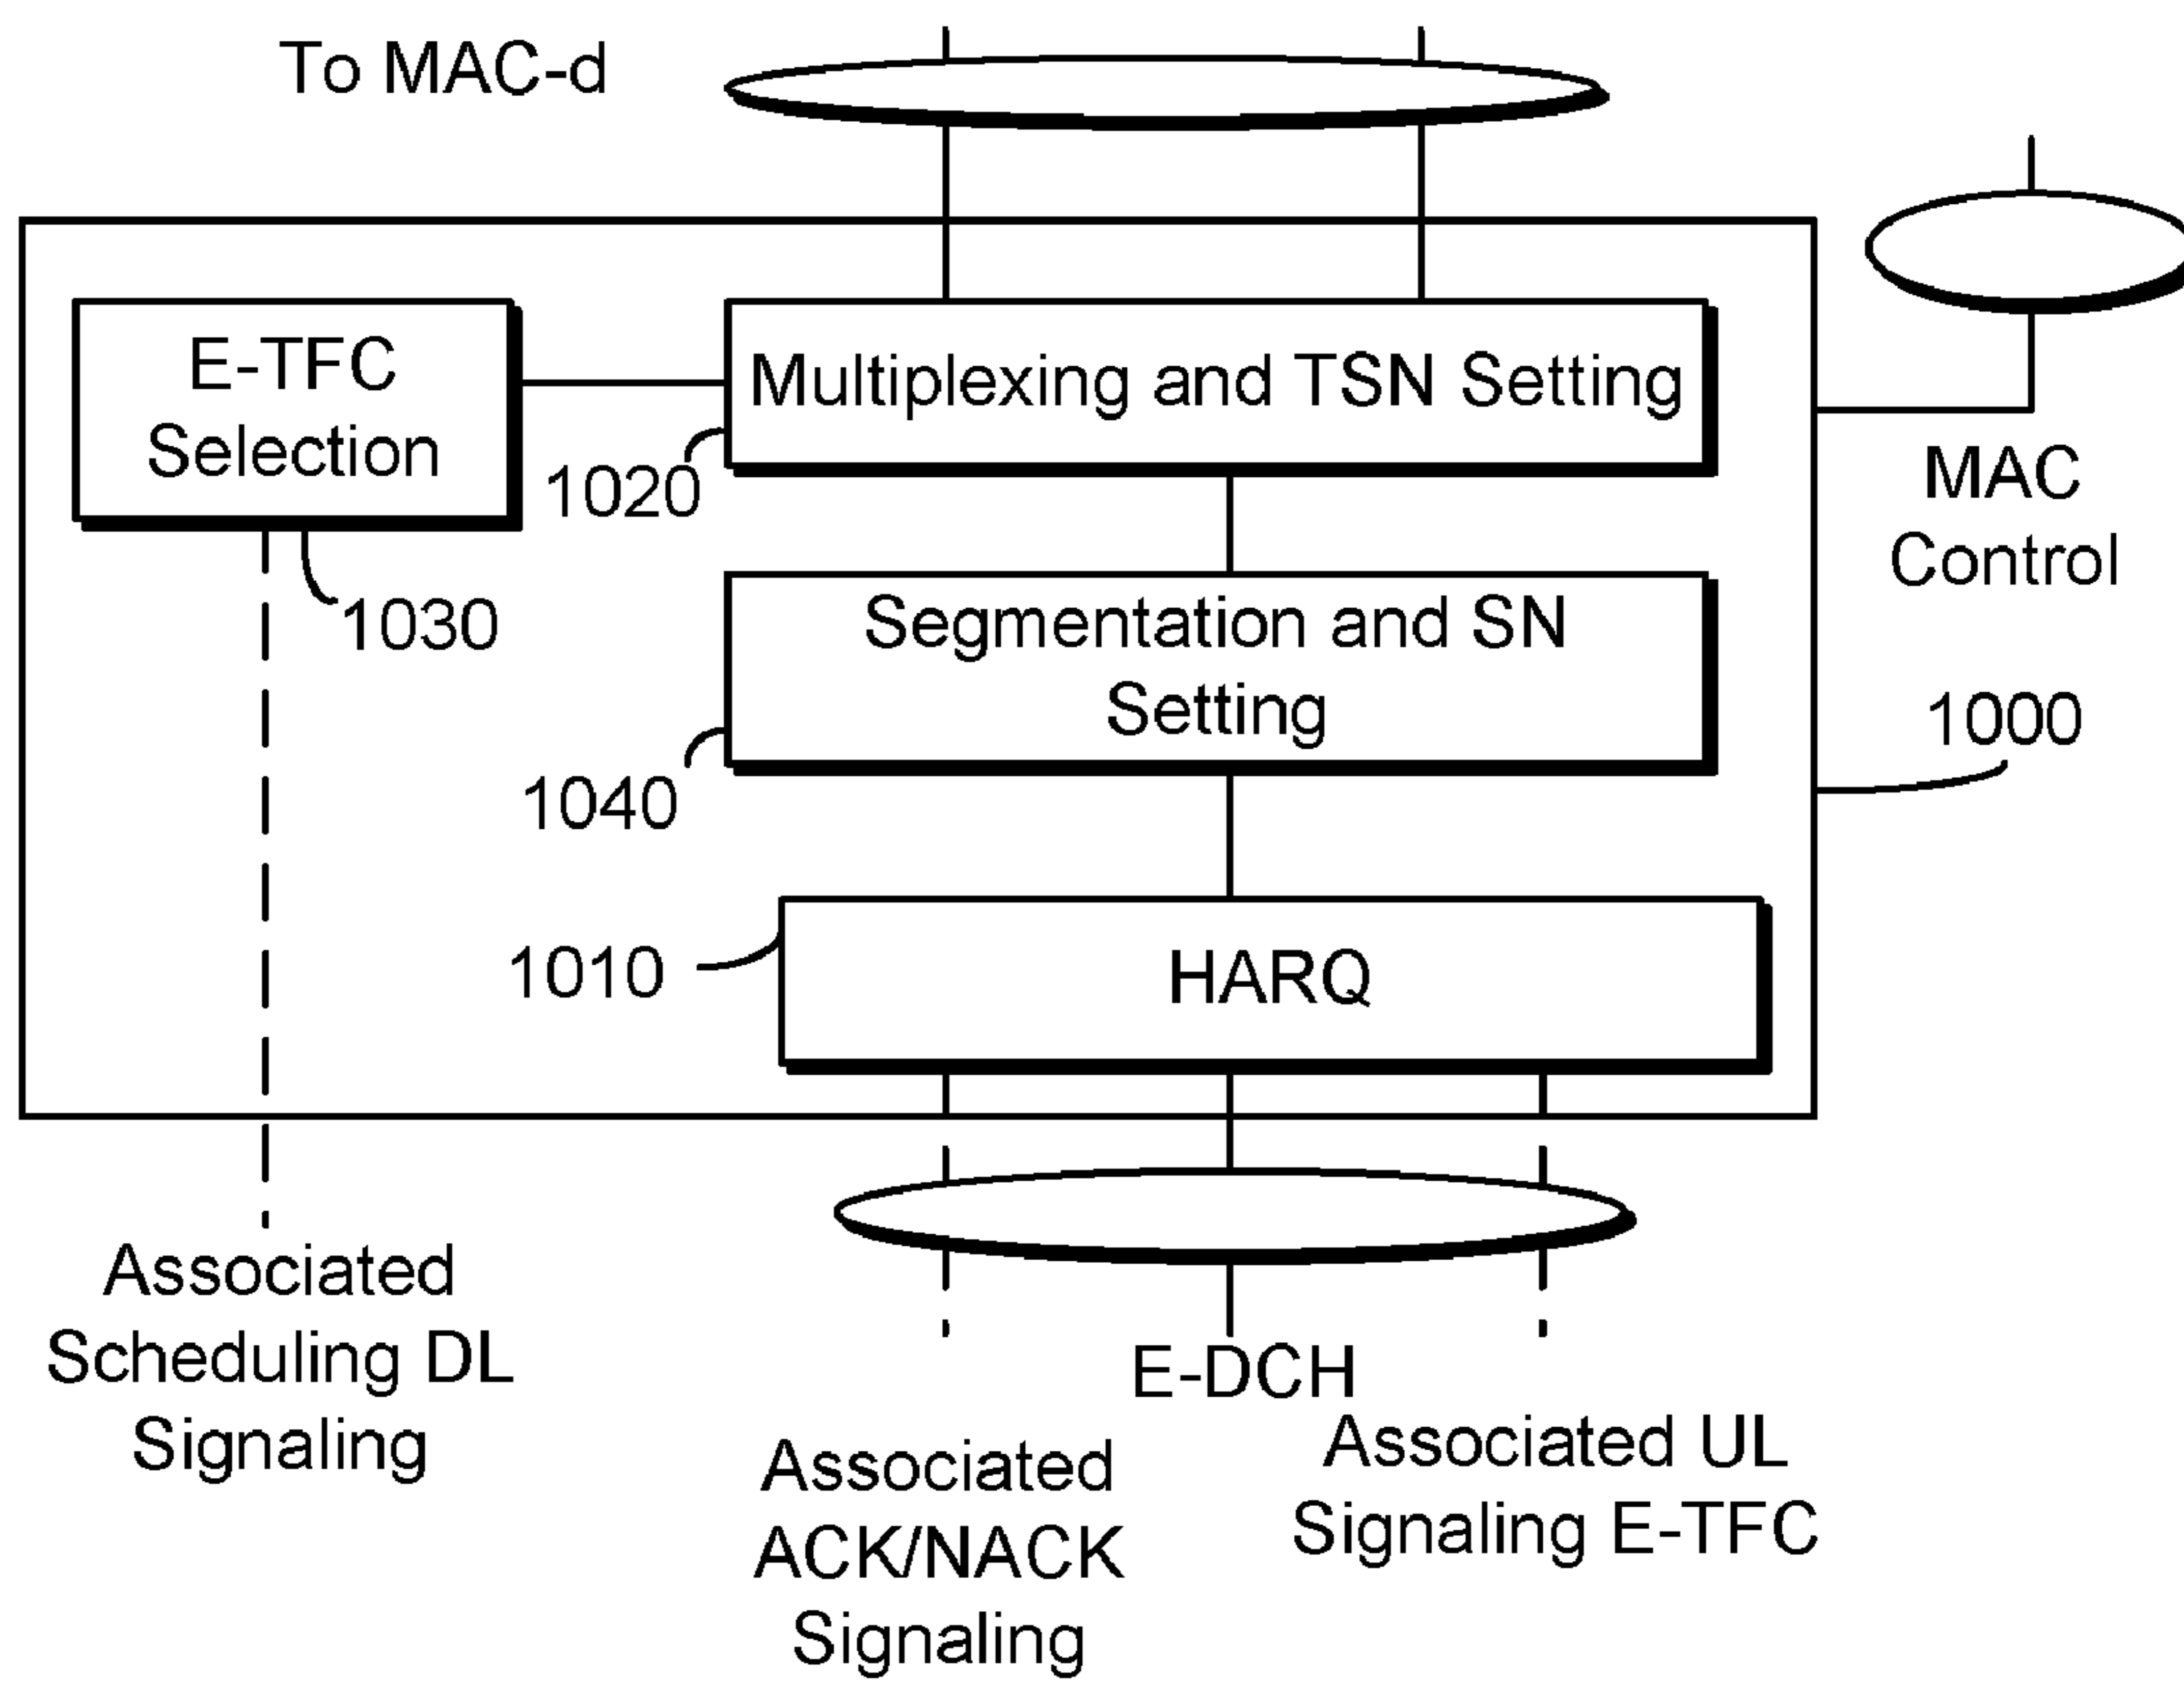 To MAC-d
E-TFC
Selection
Multiplexing and TSN Setting
1020
MAC
Control
1030
Segmentation and SN
Setting
1000
1040
1010
HARQ
Associated
Scheduling DL
Signaling
E-DCH
Associated
ACK/NACK
Signaling
Associated UL
Signaling E-TFC